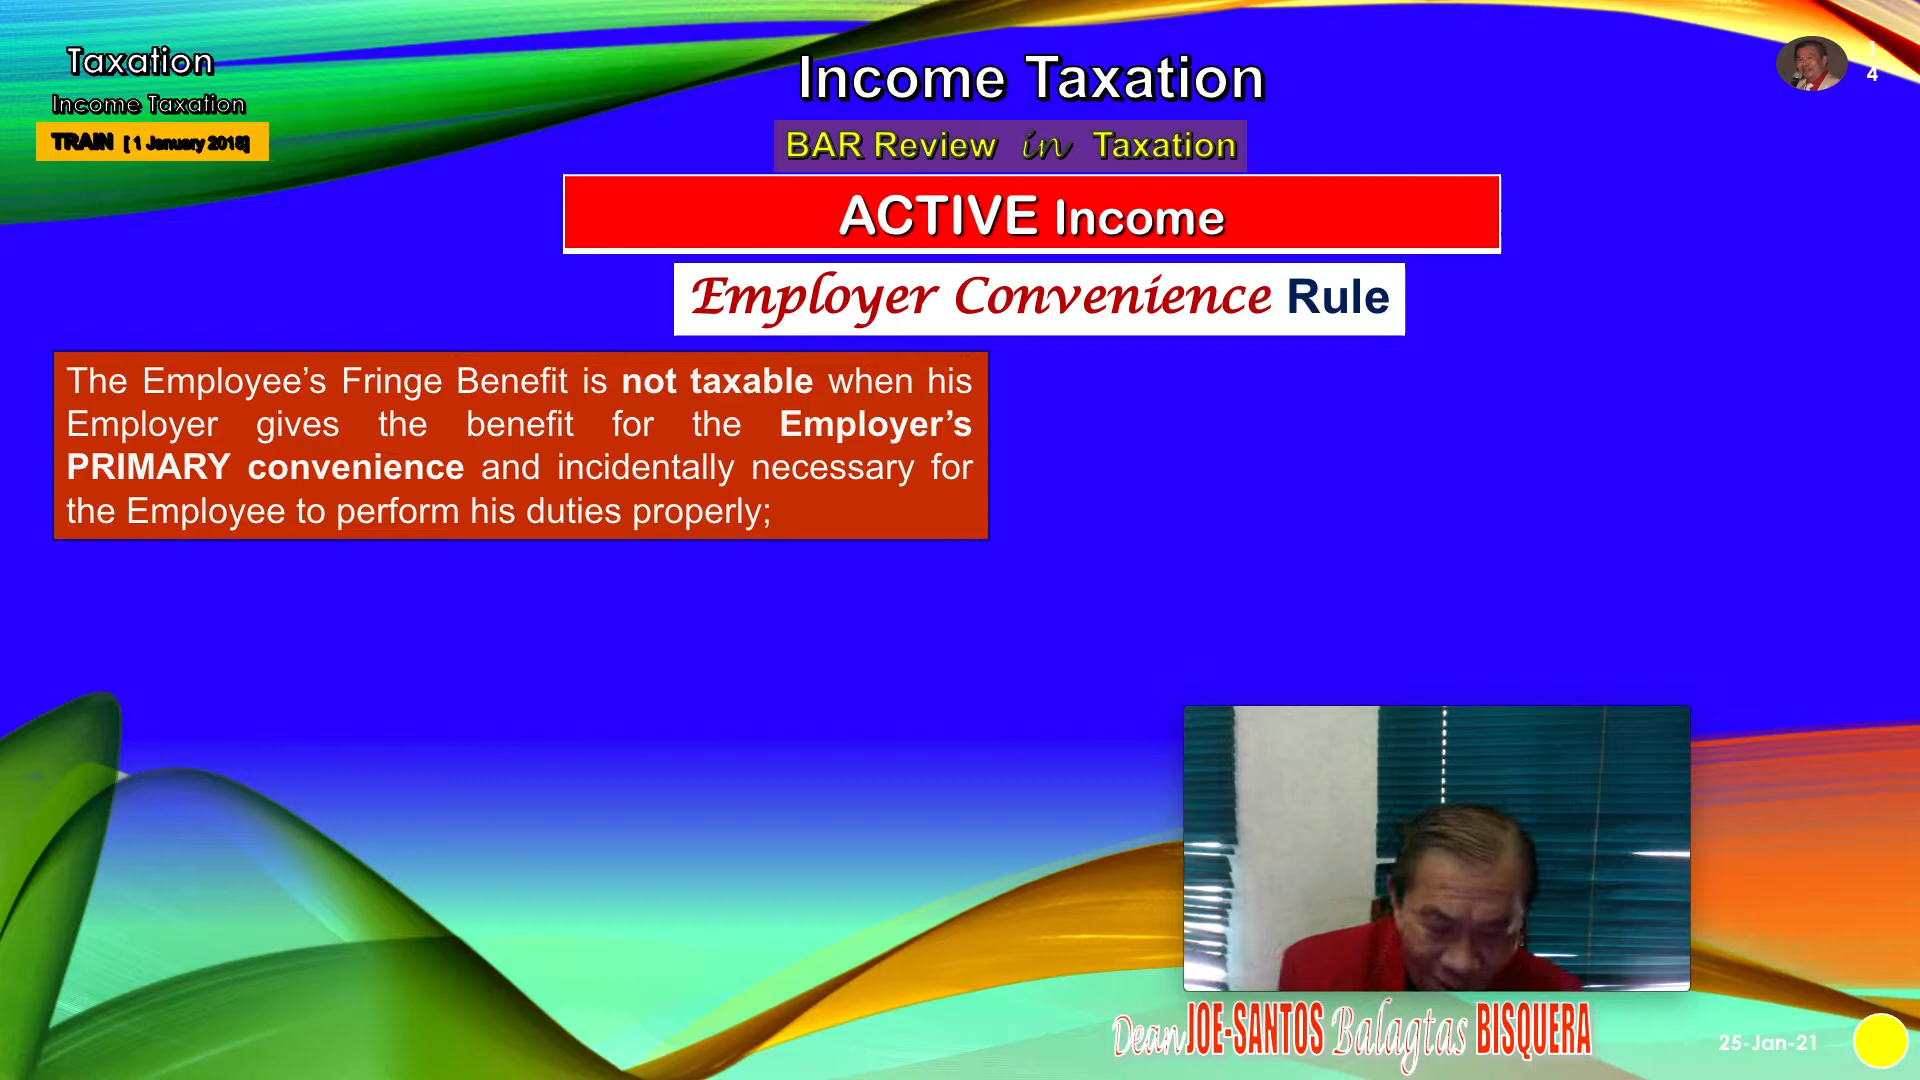 Taxation
Income Taxation
TRAIN [ 1 January 2018]
Income Taxation
BAR Review in Taxation
ACTIVE Income
Employer Convenience Rule
14
The Employee’s Fringe Benefit is not taxable when his
Employer gives the benefit for the Employer’s
PRIMARY convenience and incidentally necessary for
the Employee to perform his duties properly;
Dean JOE-SANTOS Balagtas BISQUERA
25-Jan-21